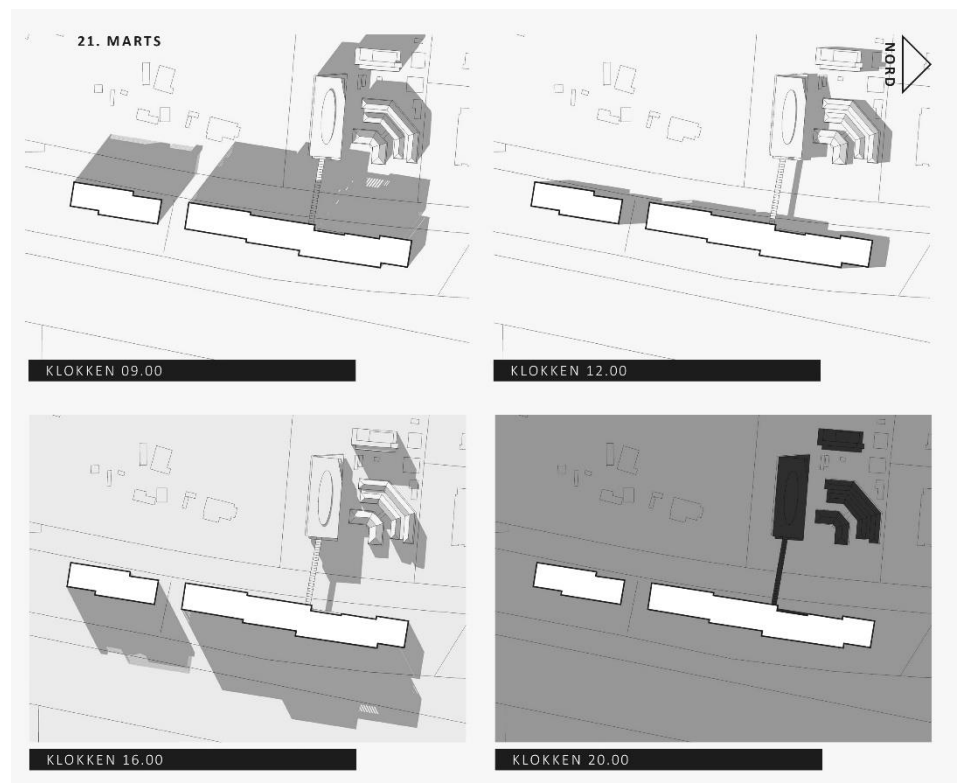 21. MARTS
NORD
KLOKKEN 09.00
KLOKKEN 12.00
KLOKKEN 16.00
KLOKKEN 20.00